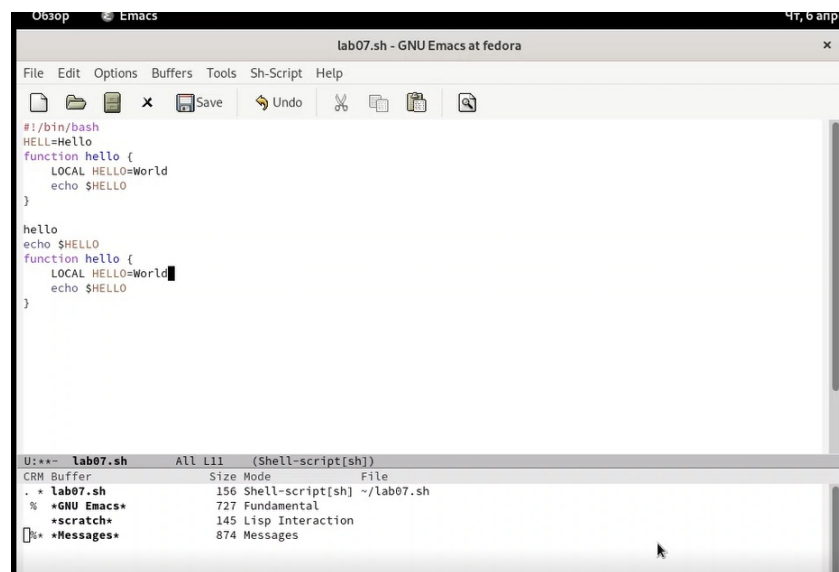 Обзор Emacs Чт, 6 апр
lab07.sh - GNU Emacs at fedora ×
File Edit Options Buffers Tools Sh-Script Help
Save Undo
#!/bin/bash
HELL=Hello
function hello {
    LOCAL HELLO=World
    echo $HELLO
}
hello
echo $HELLO
function hello {
    LOCAL HELLO=World
    echo $HELLO
}
U:**-  lab07.sh       All L11    (Shell-script[sh])
CRM Buffer                Size Mode             File
. * lab07.sh               156 Shell-script[sh] ~/lab07.sh
 %  *GNU Emacs*            727 Fundamental
    *scratch*              145 Lisp Interaction
%* *Messages*             874 Messages